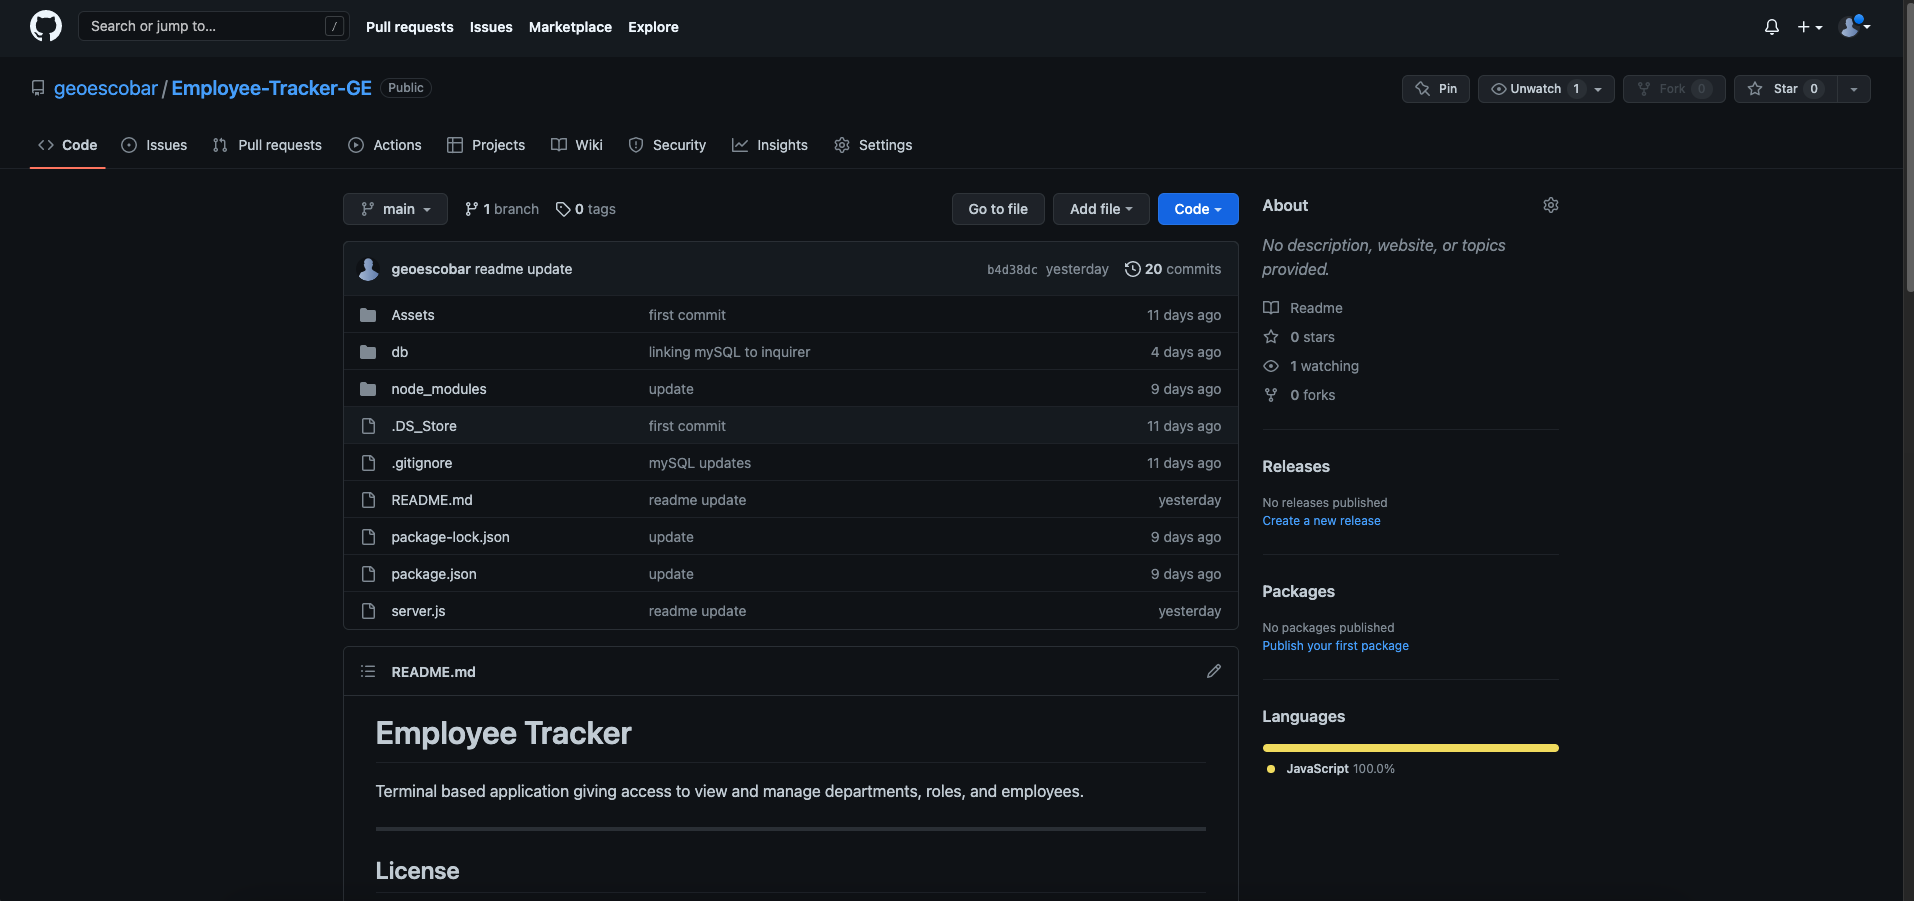 Search or jump to... /
Pull requests Issues Marketplace Explore
geoescobar / Employee-Tracker-GE Public
Pin Unwatch 1 Fork 0 Star 0
Code Issues Pull requests Actions Projects Wiki Security Insights Settings
main 1 branch 0 tags Go to file Add file Code
geoescobar readme update b4d38dc yesterday 20 commits
Assets first commit 11 days ago
db linking mySQL to inquirer 4 days ago
node_modules update 9 days ago
.DS_Store first commit 11 days ago
.gitignore mySQL updates 11 days ago
README.md readme update yesterday
package-lock.json update 9 days ago
package.json update 9 days ago
server.js readme update yesterday
README.md
Employee Tracker
Terminal based application giving access to view and manage departments, roles, and employees.
License
About
No description, website, or topics
provided.
Readme
0 stars
1 watching
0 forks
Releases
No releases published
Create a new release
Packages
No packages published
Publish your first package
Languages
JavaScript 100.0%